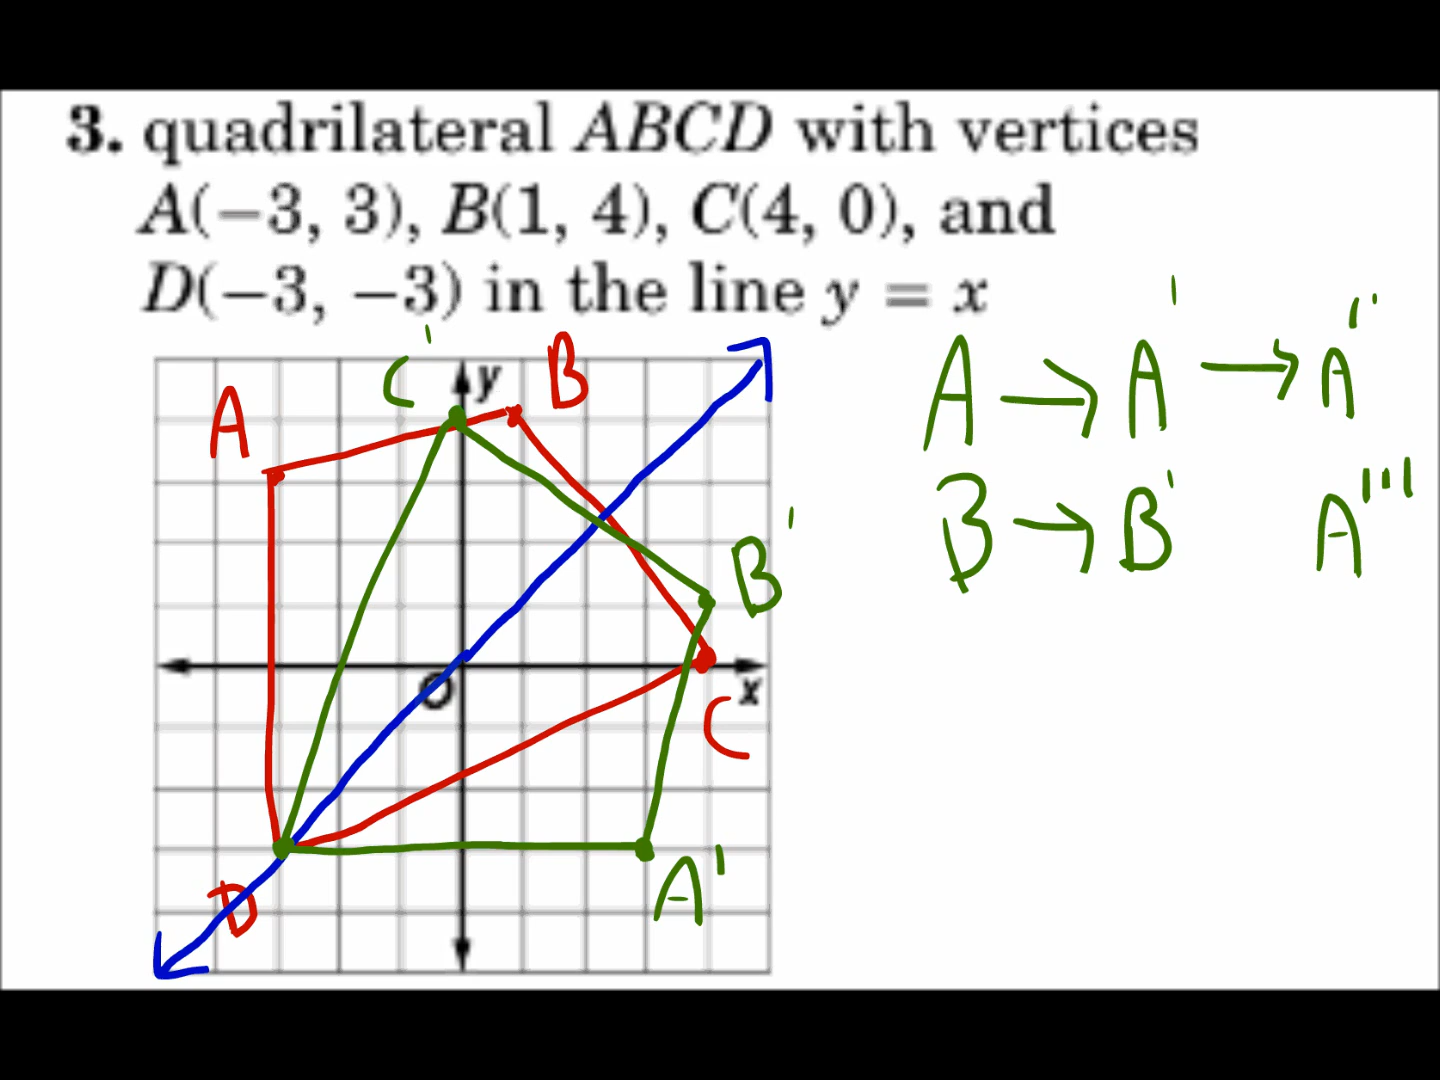 3. quadrilateral ABCD with vertices
A(−3, 3), B(1, 4), C(4, 0), and
D(−3, −3) in the line y = x
C' y B
A
A → A' → A''
B → B' A'''
B'
O x
C
D
A'